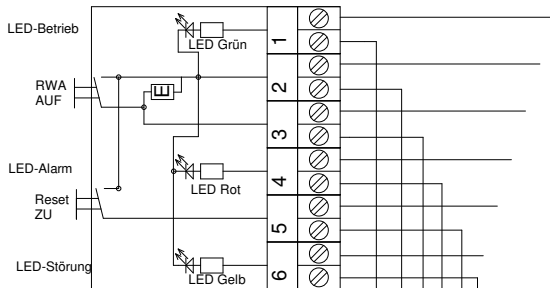 LED-Betrieb
LED Grün
1
RWA
AUF
E
2
3
LED-Alarm
LED Rot
4
Reset
ZU
5
LED-Störung
LED Gelb
6